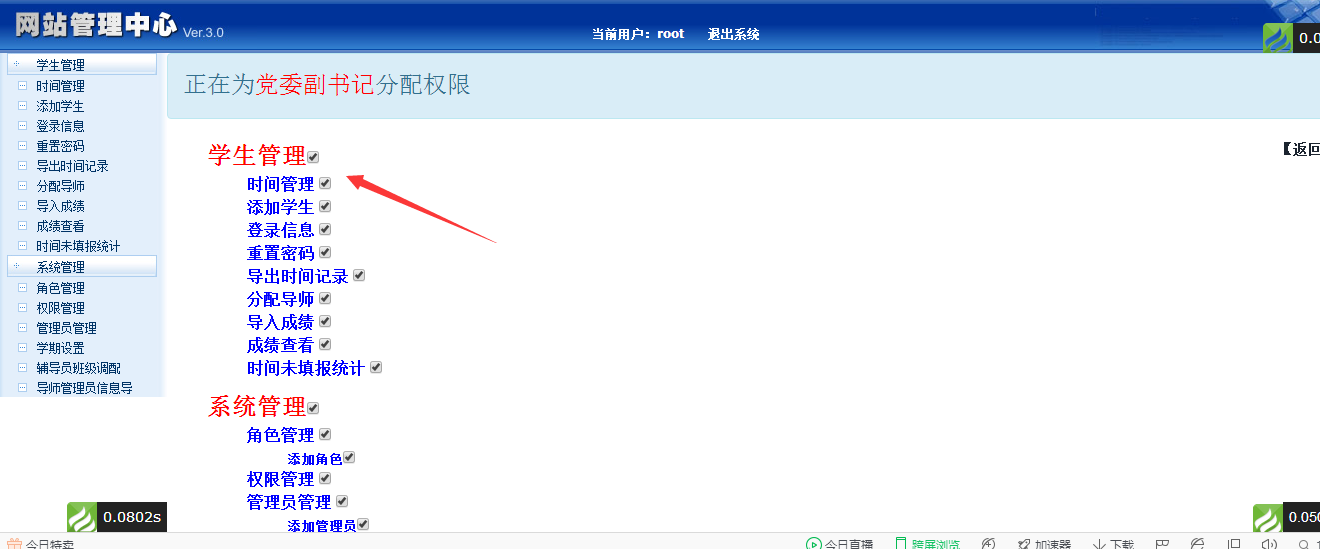 网站管理中心 Ver.3.0
当前用户：root 退出系统
0.0
学生管理
时间管理
添加学生
登录信息
重置密码
导出时间记录
分配导师
导入成绩
成绩查看
时间未填报统计
系统管理
角色管理
权限管理
管理员管理
学期设置
辅导员班级调配
导师管理员信息导
正在为党委副书记分配权限
【返回
学生管理
时间管理
添加学生
登录信息
重置密码
导出时间记录
分配导师
导入成绩
成绩查看
时间未填报统计
系统管理
角色管理
添加角色
权限管理
管理员管理
添加管理员
0.0802s
0.050
今日特卖
今日直播 跨屏浏览 加速器 下载